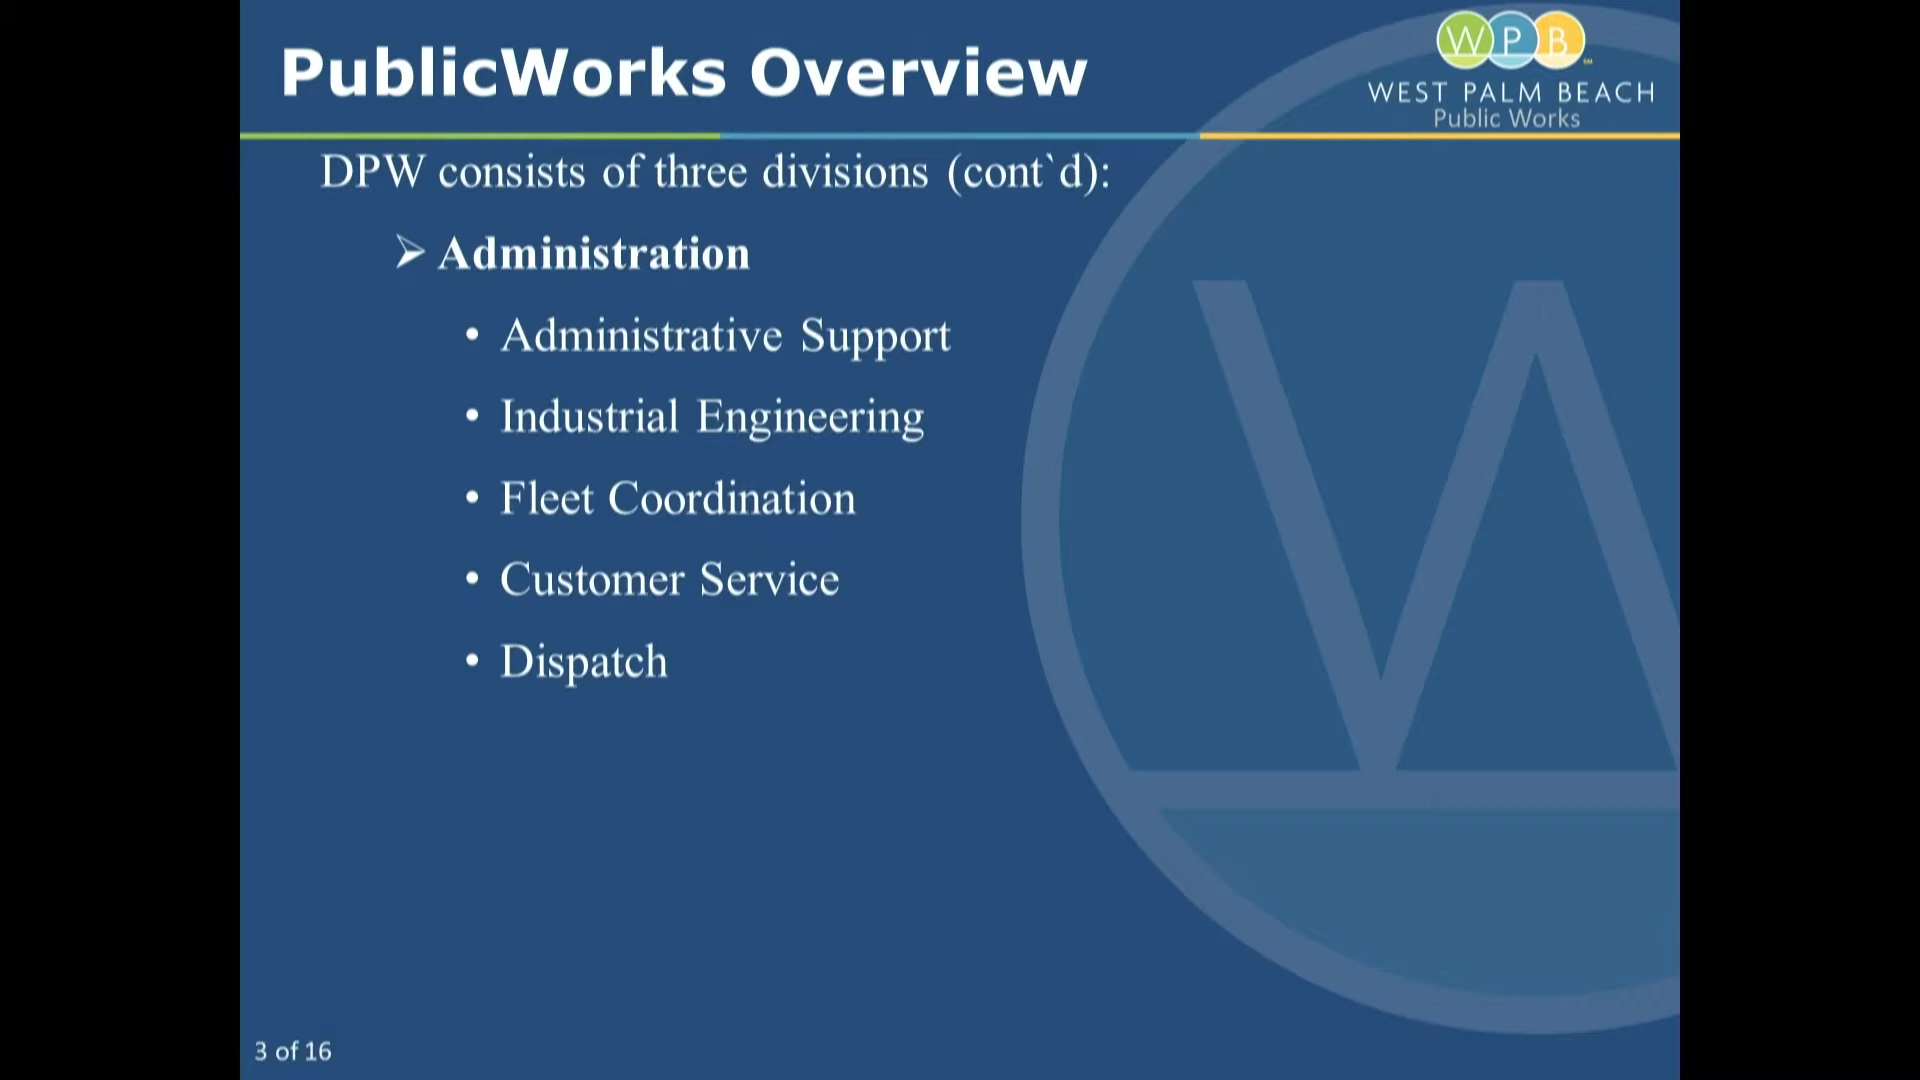 PublicWorks Overview
WPB
WEST PALM BEACH
Public Works
DPW consists of three divisions (cont`d):
➢ Administration
• Administrative Support
• Industrial Engineering
• Fleet Coordination
• Customer Service
• Dispatch
3 of 16